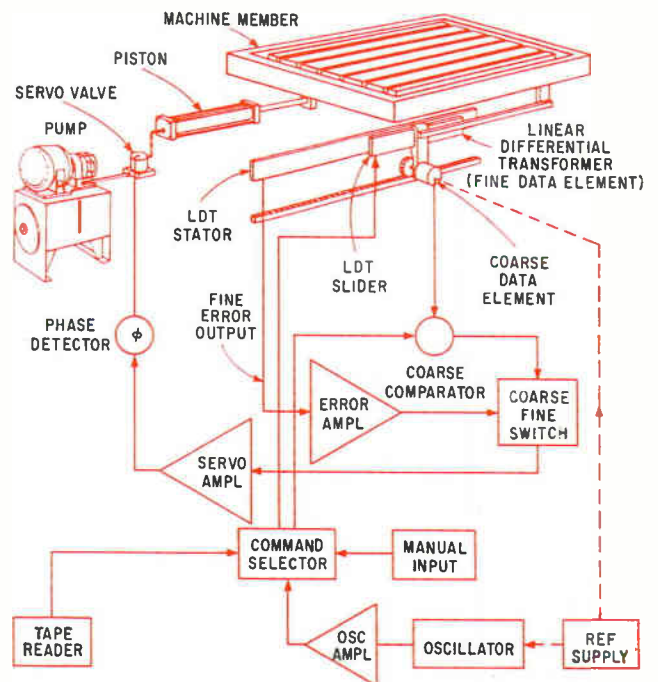 MACHINE MEMBER
PISTON
SERVO VALVE
PUMP
LINEAR
DIFFERENTIAL
TRANSFORMER
(FINE DATA ELEMENT)
LDT
STATOR
LDT
SLIDER
COARSE
DATA
ELEMENT
FINE
ERROR
OUTPUT
PHASE
DETECTOR
ϕ
COARSE
COMPARATOR
ERROR
AMPL
COARSE
FINE
SWITCH
SERVO
AMPL
COMMAND
SELECTOR
MANUAL
INPUT
TAPE
READER
OSC
AMPL
OSCILLATOR
REF
SUPPLY